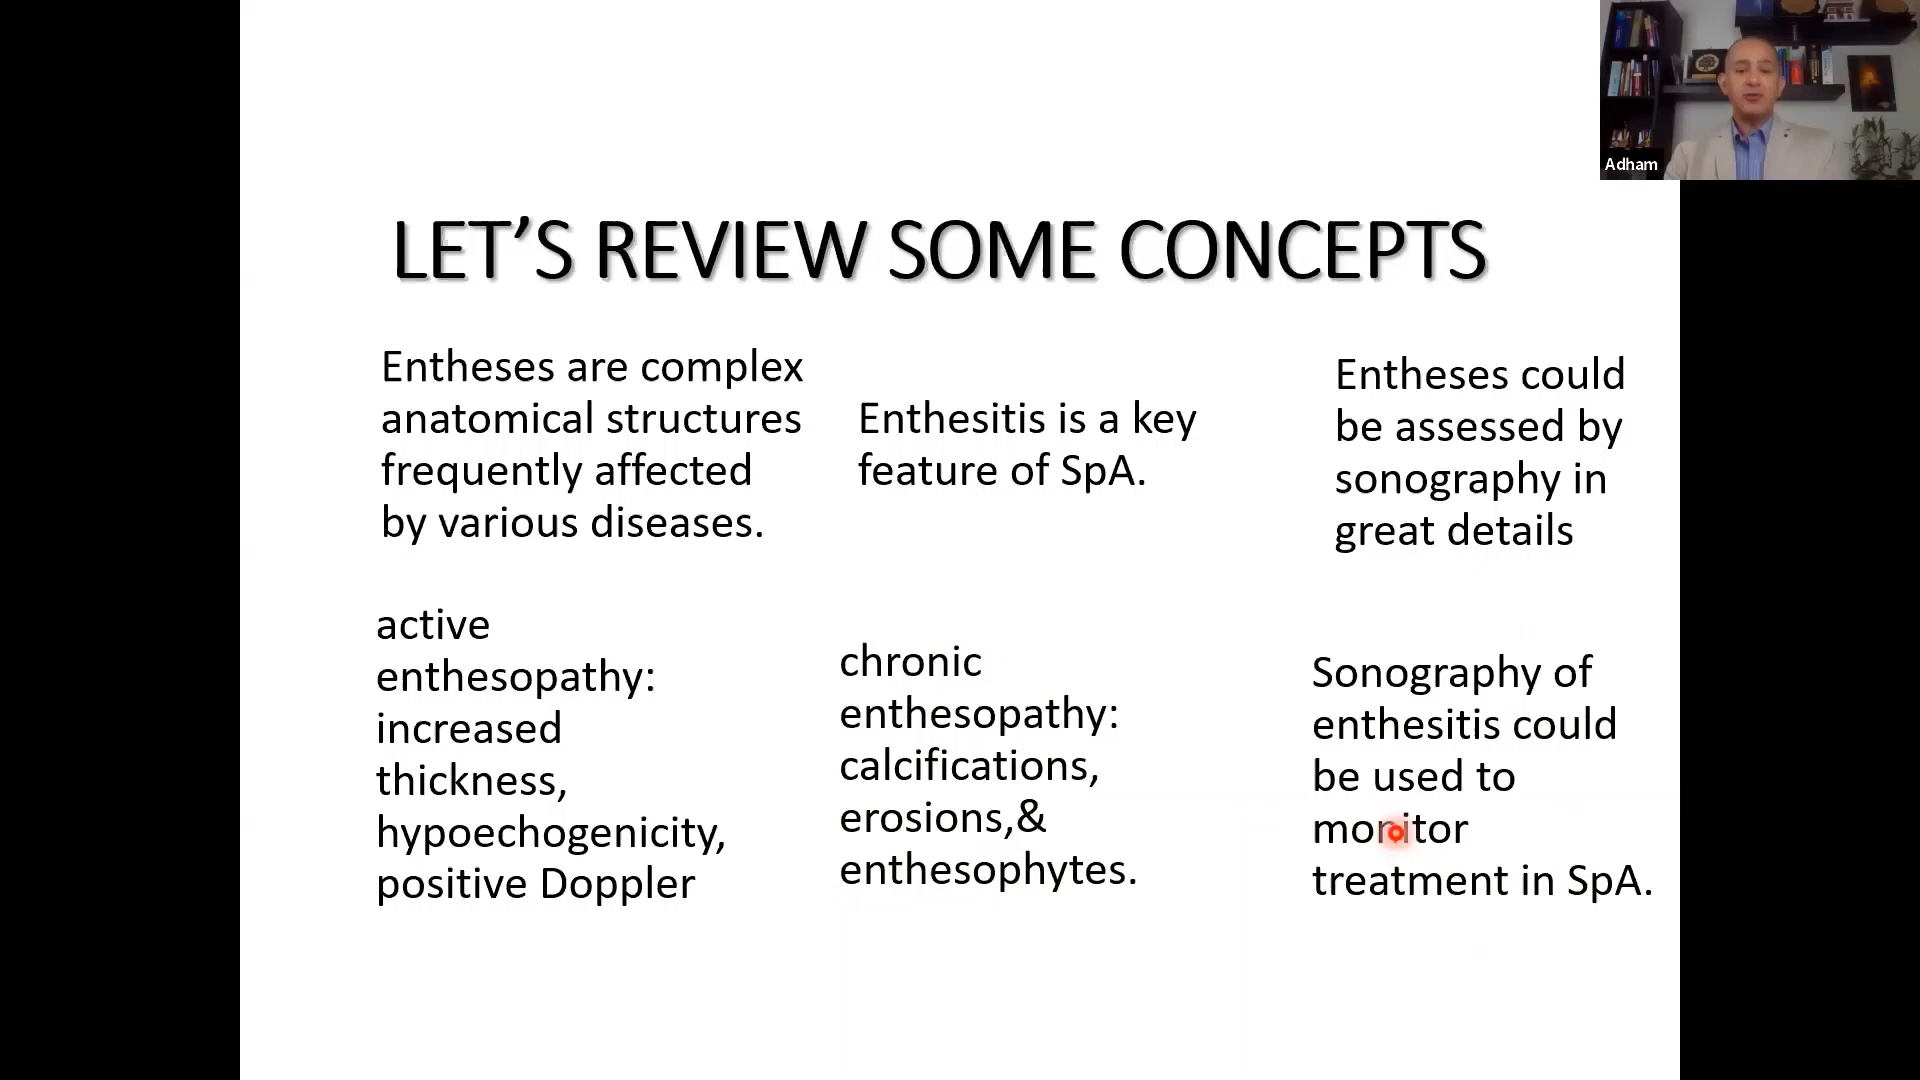 Adham
LET’S REVIEW SOME CONCEPTS
Entheses are complex
anatomical structures
frequently affected
by various diseases.
Enthesitis is a key
feature of SpA.
Entheses could
be assessed by
sonography in
great details
active
enthesopathy:
increased
thickness,
hypoechogenicity,
positive Doppler
chronic
enthesopathy:
calcifications,
erosions,&
enthesophytes.
Sonography of
enthesitis could
be used to
monitor
treatment in SpA.